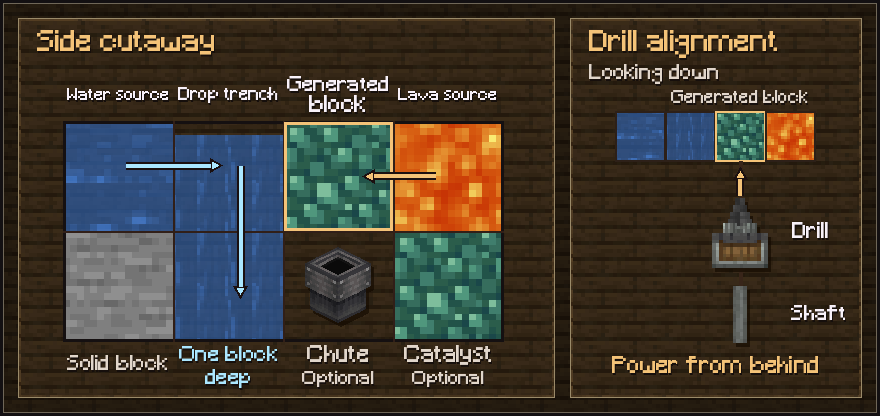 Side cutaway
Water source
Drop trench
Generated
block
Lava source
Solid block
One block
deep
Chute
Optional
Catalyst
Optional
Drill alignment
Looking down
Generated block
Drill
Shaft
Power from behind